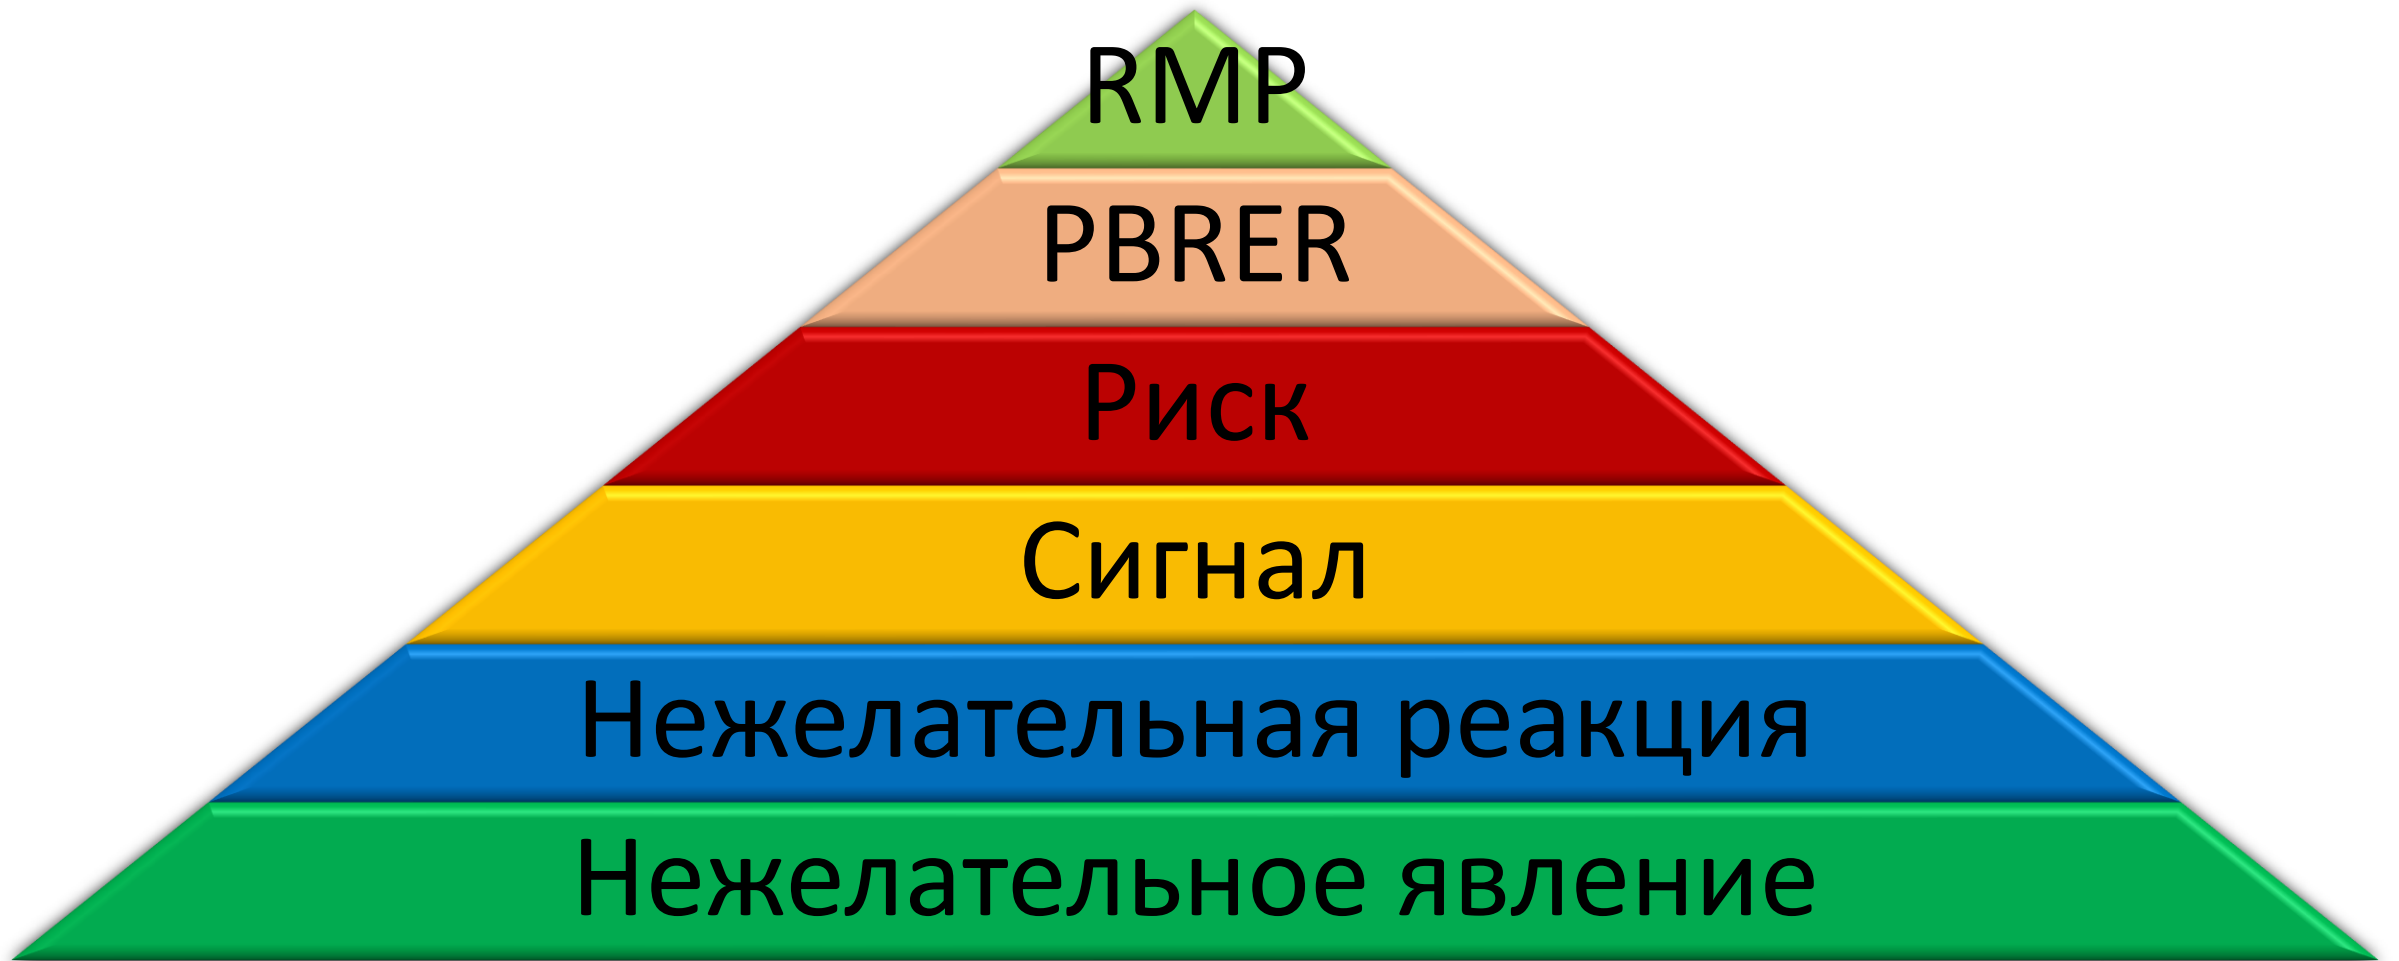 RMP
PBRER
Риск
Сигнал
Нежелательная реакция
Нежелательное явление